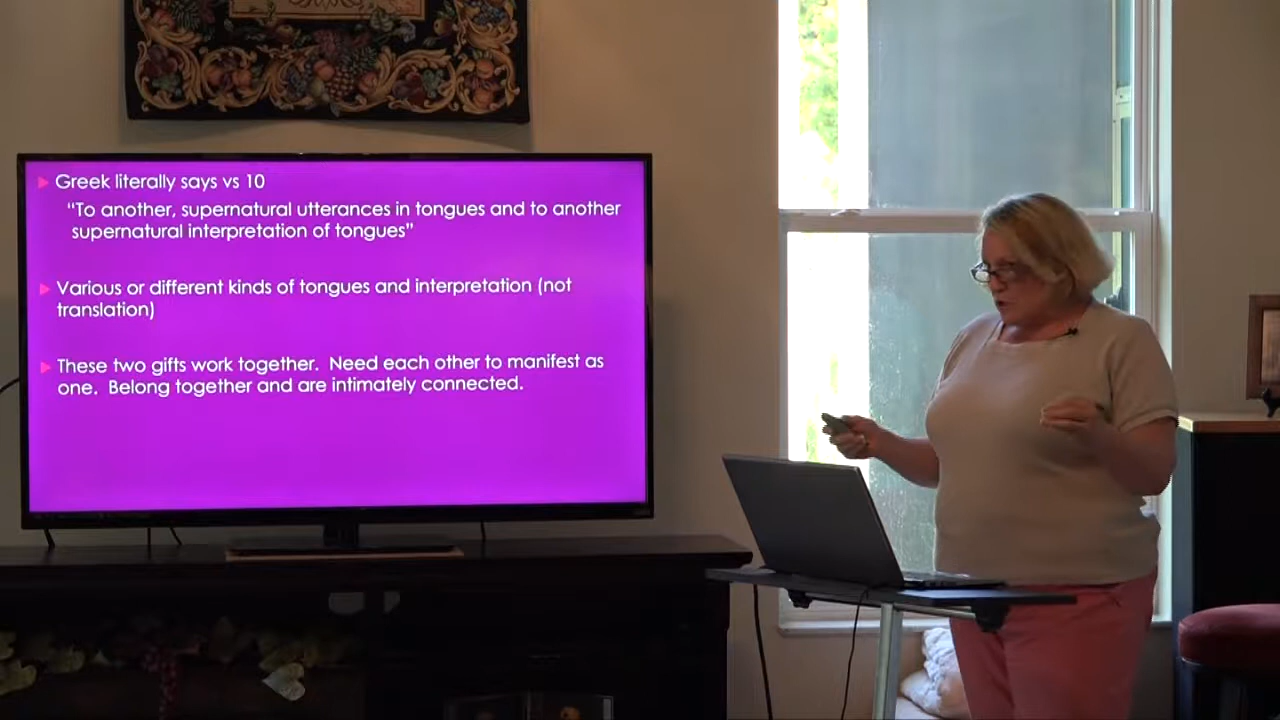 Greek literally says vs 10
“To another, supernatural utterances in tongues and to another
supernatural interpretation of tongues”
Various or different kinds of tongues and interpretation (not
translation)
These two gifts work together. Need each other to manifest as
one. Belong together and are intimately connected.